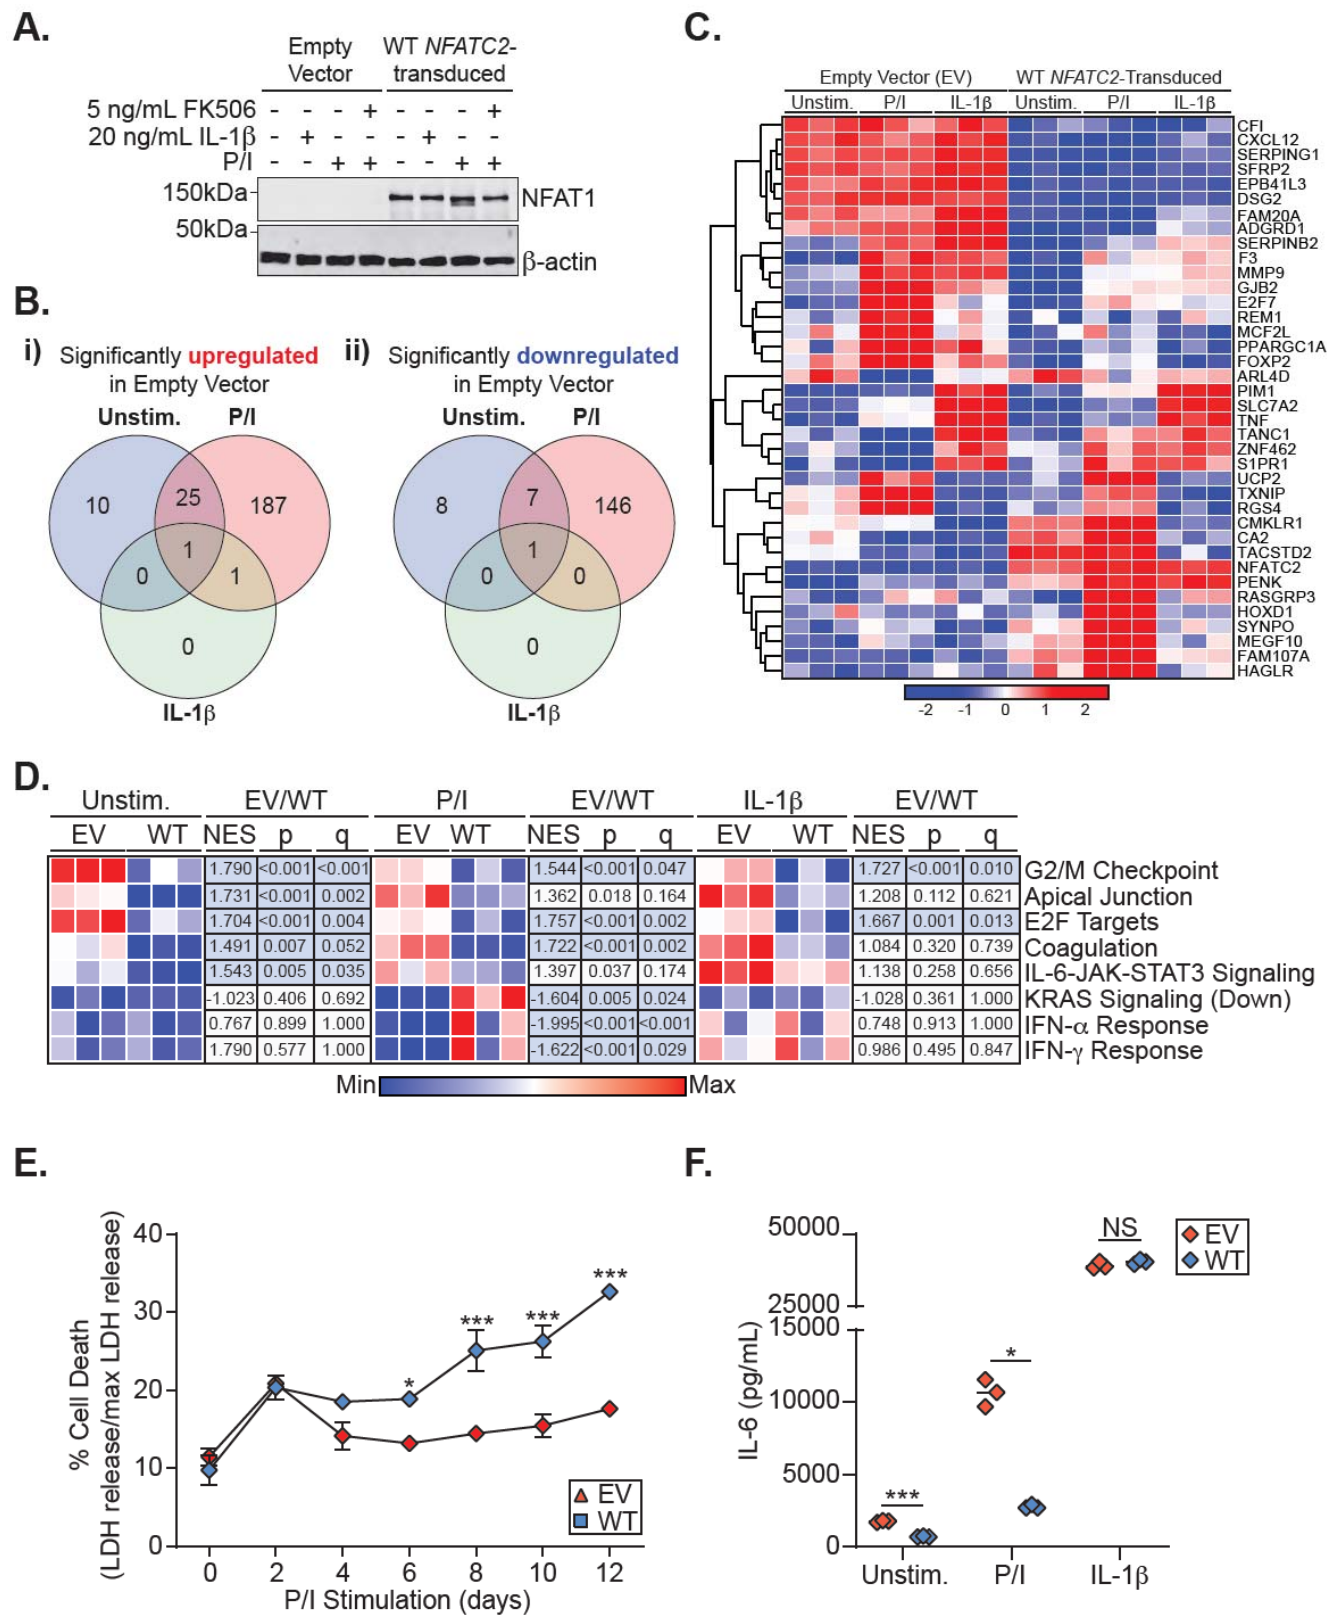 A.
Empty Vector
WT NFATC2-transduced
5 ng/mL FK506 - - - + - - - +
20 ng/mL IL-1β - + - - - + - -
P/I - - + + - - + +
150kDa
NFAT1
50kDa
β-actin
B.
i) Significantly upregulated
in Empty Vector
Unstim. P/I
10 25 187
1
0 1
0
IL-1β
ii) Significantly downregulated
in Empty Vector
Unstim. P/I
8 7 146
1
0 0
0
IL-1β
C.
Empty Vector (EV) WT NFATC2-Transduced
Unstim. P/I IL-1β Unstim. P/I IL-1β
CFI
CXCL12
SERPING1
SFRP2
EPB41L3
DSG2
FAM20A
ADGRD1
SERPINB2
F3
MMP9
GJB2
E2F7
REM1
MCF2L
PPARGC1A
FOXP2
ARL4D
PIM1
SLC7A2
TNF
TANC1
ZNF462
S1PR1
UCP2
TXNIP
RGS4
CMKLR1
CA2
TACSTD2
NFATC2
PENK
RASGRP3
HOXD1
SYNPO
MEGF10
FAM107A
HAGLR
-2 -1 0 1 2
D.
Unstim. EV/WT P/I EV/WT IL-1β EV/WT
EV WT NES p q EV WT NES p q EV WT NES p q
1.790 <0.001 <0.001 1.544 <0.001 0.047 1.727 <0.001 0.010 G2/M Checkpoint
1.731 <0.001 0.002 1.362 0.018 0.164 1.208 0.112 0.621 Apical Junction
1.704 <0.001 0.004 1.757 <0.001 0.002 1.667 0.001 0.013 E2F Targets
1.491 0.007 0.052 1.722 <0.001 0.002 1.084 0.320 0.739 Coagulation
1.543 0.005 0.035 1.397 0.037 0.174 1.138 0.258 0.656 IL-6-JAK-STAT3 Signaling
-1.023 0.406 0.692 -1.604 0.005 0.024 -1.028 0.361 1.000 KRAS Signaling (Down)
0.767 0.899 1.000 -1.995 <0.001 <0.001 0.748 0.913 1.000 IFN-α Response
1.790 0.577 1.000 -1.622 <0.001 0.029 0.986 0.495 0.847 IFN-γ Response
Min Max
E.
% Cell Death
(LDH release/max LDH release)
40
30
20
10
0
* *** *** ***
EV
WT
0 2 4 6 8 10 12
P/I Stimulation (days)
F.
IL-6 (pg/mL)
50000
25000
15000
10000
5000
0
*** * NS
EV
WT
Unstim. P/I IL-1β